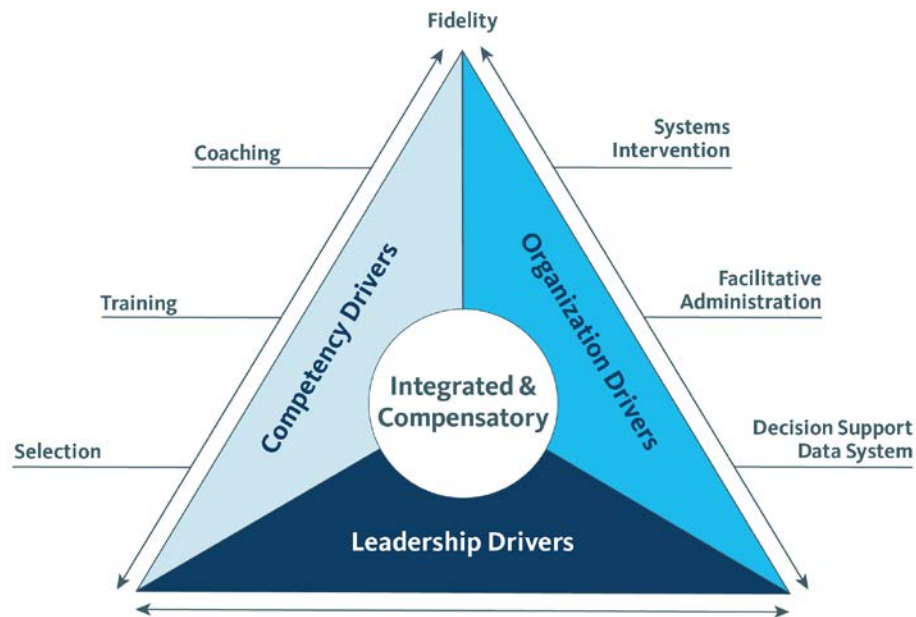 Fidelity
Coaching
Training
Selection
Systems
Intervention
Facilitative
Administration
Decision Support
Data System
Competency Drivers
Organization Drivers
Integrated &
Compensatory
Leadership Drivers